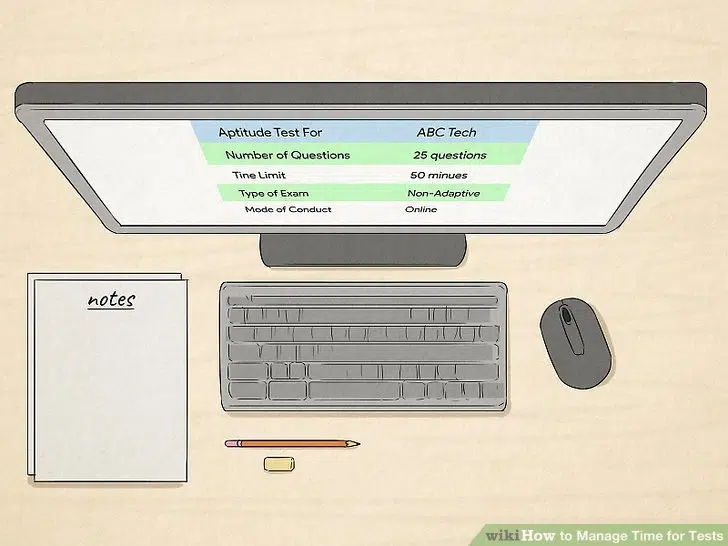 Aptitude Test For ABC Tech
Number of Questions 25 questions
Tine Limit 50 minues
Type of Exam Non-Adaptive
Mode of Conduct Online
notes
wikiHow to Manage Time for Tests